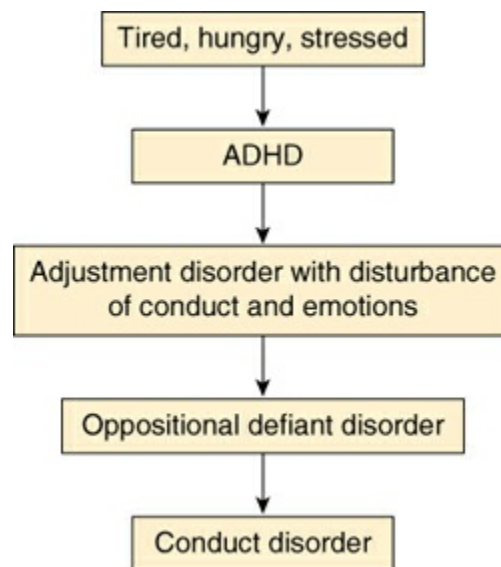 Tired, hungry, stressed
ADHD
Adjustment disorder with disturbance
of conduct and emotions
Oppositional defiant disorder
Conduct disorder